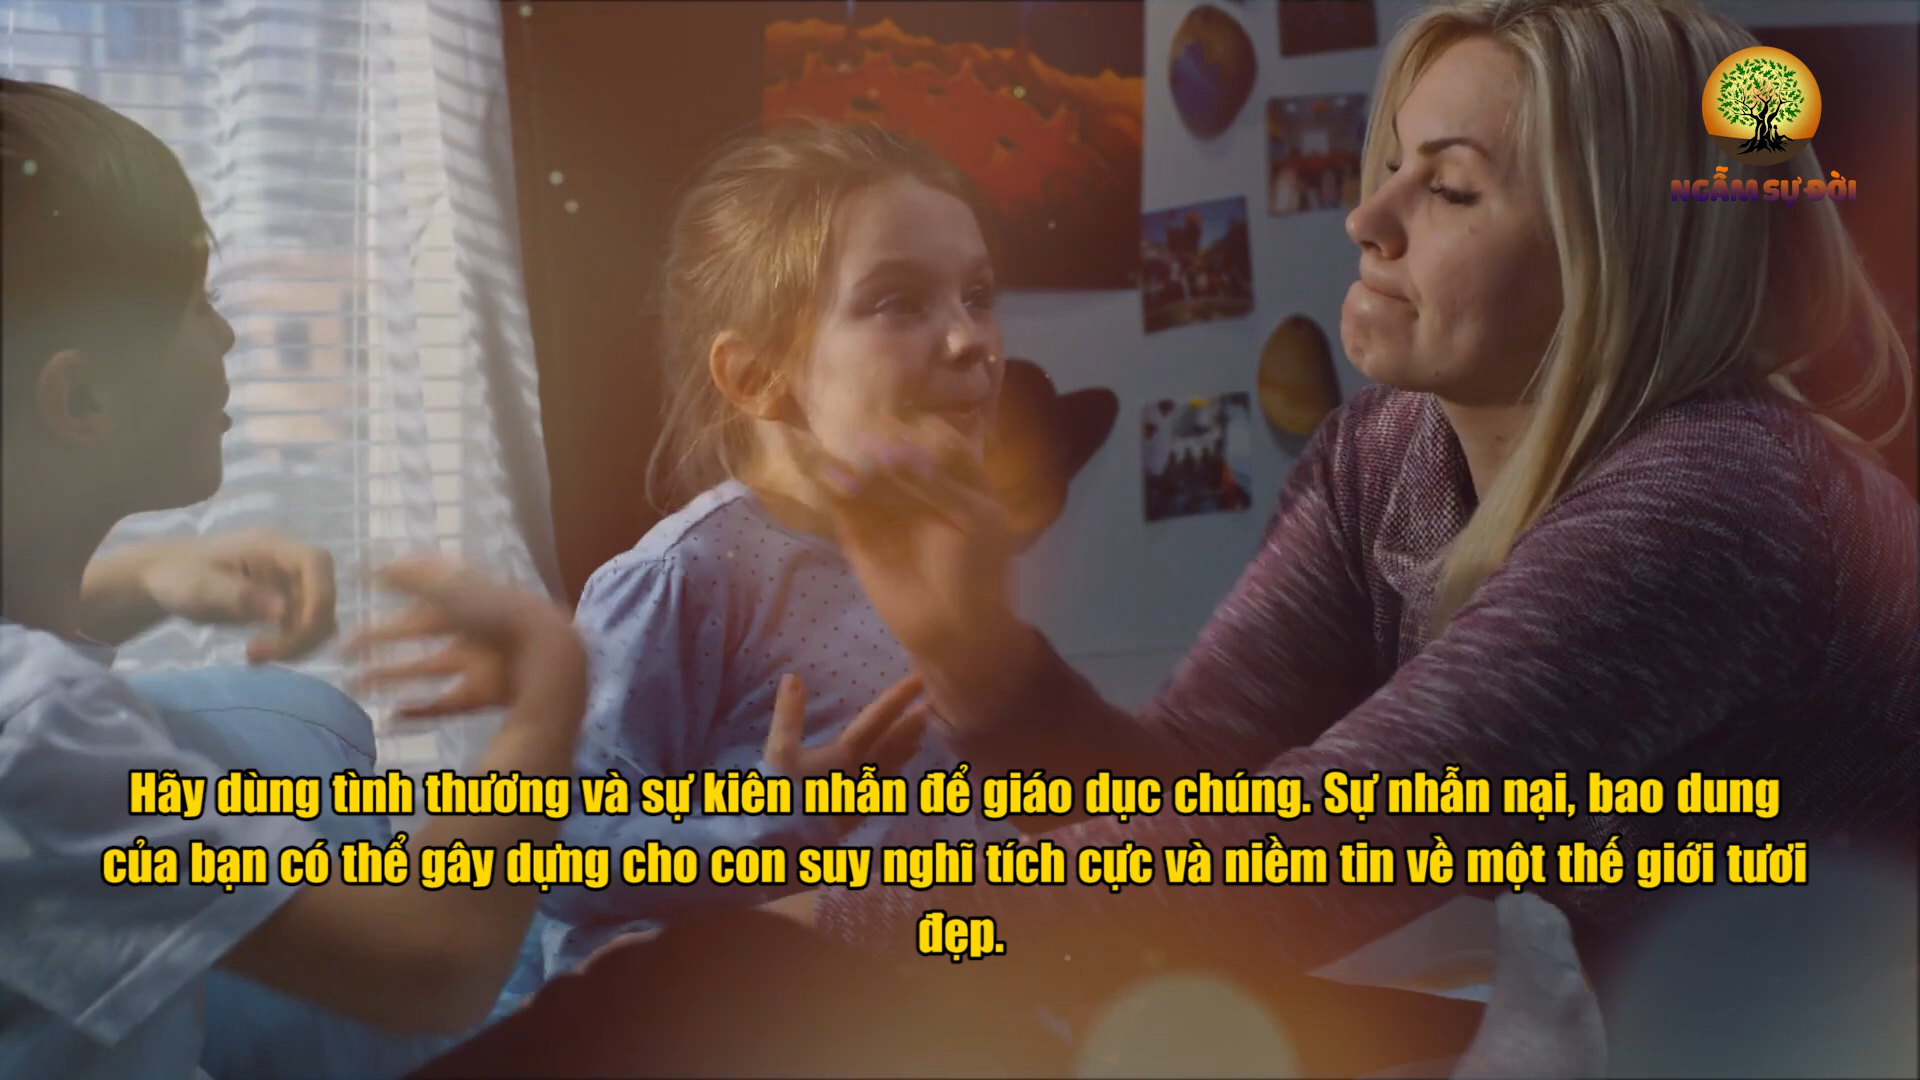 NGẪM SỰ ĐỜI
Hãy dùng tình thương và sự kiên nhẫn để giáo dục chúng. Sự nhẫn nại, bao dung
của bạn có thể gây dựng cho con suy nghĩ tích cực và niềm tin về một thế giới tươi
đẹp.